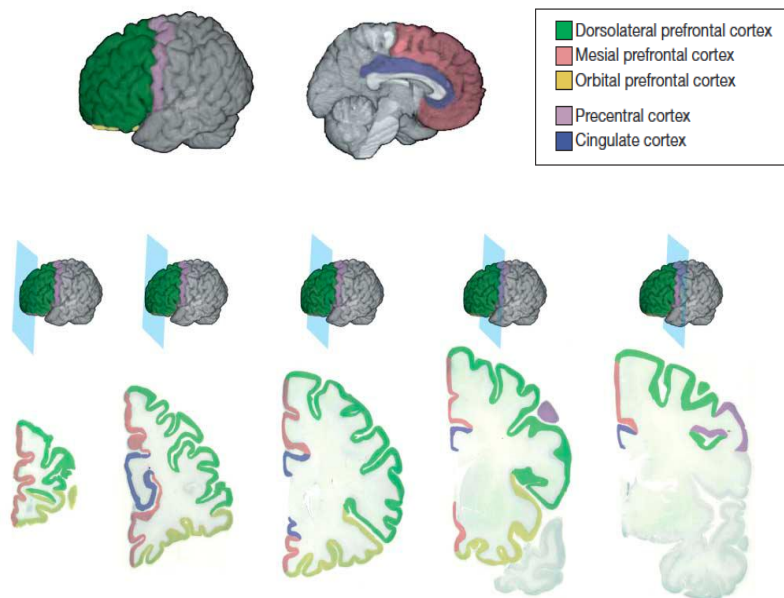 Dorsolateral prefrontal cortex
Mesial prefrontal cortex
Orbital prefrontal cortex
Precentral cortex
Cingulate cortex